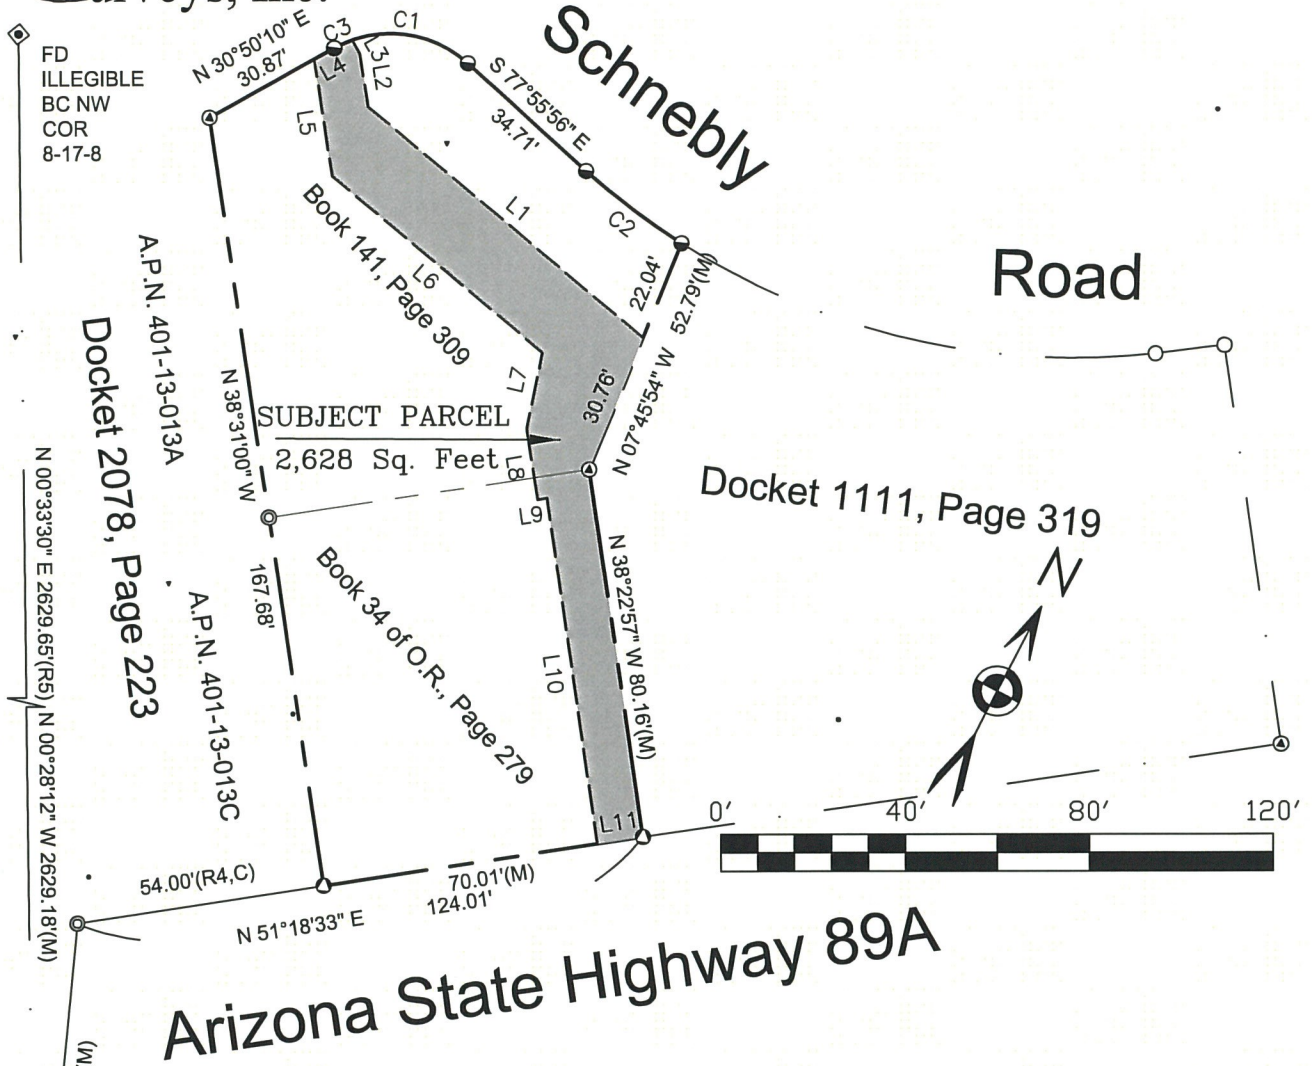 FD
ILLEGIBLE
BC NW
COR
8-17-8
N 30°50'10" E
30.87'
C3
C1
L3
L2
L4
L5
S 77°55'56" E
34.71'
Schnebly
Road
C2
L1
22.04'
N 07°45'54" W 52.79'(M)
30.76'
Book 141, Page 309
L6
L7
A.P.N. 401-13-013A
Docket 2078, Page 223
N 38°31'00" W
167.68'
SUBJECT PARCEL
2,628 Sq. Feet
L8
L9
Docket 1111, Page 319
N
N 38°22'57" W 80.16'(M)
Book 34 of O.R., Page 279
L10
A.P.N. 401-13-013C
N 00°33'30" E 2629.65'(R5)
N 00°28'12" W 2629.18'(M)
L11
0' 40' 80' 120'
54.00'(R4,C)
70.01'(M)
124.01'
N 51°18'33" E
Arizona State Highway 89A